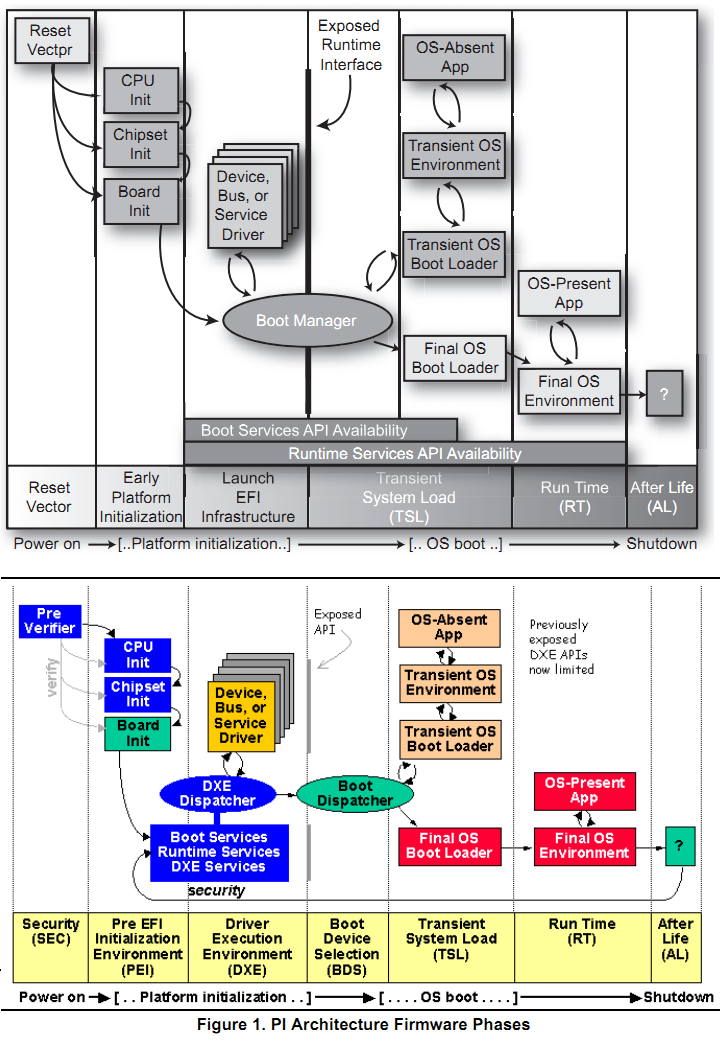 Reset
Vectpr
CPU
Init
Chipset
Init
Board
Init
Exposed
Runtime
Interface
OS-Absent
App
Transient OS
Environment
Device,
Bus, or
Service
Driver
Transient OS
Boot Loader
OS-Present
App
Boot Manager
Final OS
Boot Loader
Final OS
Environment
?
Boot Services API Availability
Runtime Services API Availability
Reset
Vector
Early
Platform
Initialization
Launch
EFI
Infrastructure
Transient
System Load
(TSL)
Run Time
(RT)
After Life
(AL)
Power on
[..Platform initialization..]
[.. OS boot ..]
Shutdown
Pre
Verifier
verify
CPU
Init
Chipset
Init
Board
Init
Exposed
API
OS-Absent
App
Previously
exposed
DXE APIs
now limited
Transient OS
Environment
Device,
Bus, or
Service
Driver
Transient OS
Boot Loader
DXE
Dispatcher
Boot
Dispatcher
OS-Present
App
Boot Services
Runtime Services
DXE Services
Final OS
Boot Loader
Final OS
Environment
?
security
Security
(SEC)
Pre EFI
Initialization
Environment
(PEI)
Driver
Execution
Environment
(DXE)
Boot
Device
Selection
(BDS)
Transient
System Load
(TSL)
Run Time
(RT)
After
Life
(AL)
Power on
[ . . Platform initialization . . ]
[ . . . . OS boot . . . . ]
Shutdown
Figure 1. PI Architecture Firmware Phases